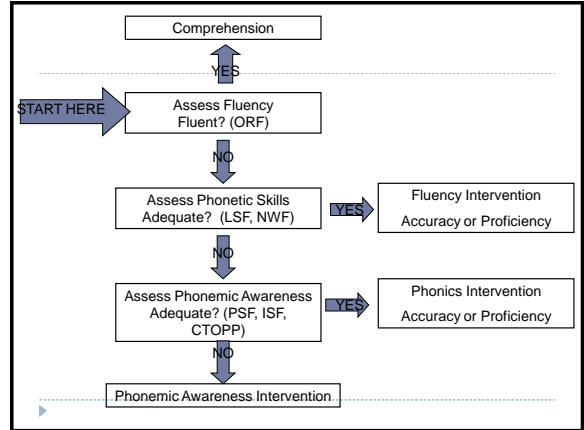 Comprehension
YES
START HERE
Assess Fluency
Fluent? (ORF)
NO
Assess Phonetic Skills
Adequate? (LSF, NWF)
YES
Fluency Intervention
Accuracy or Proficiency
NO
Assess Phonemic Awareness
Adequate? (PSF, ISF,
CTOPP)
YES
Phonics Intervention
Accuracy or Proficiency
NO
Phonemic Awareness Intervention